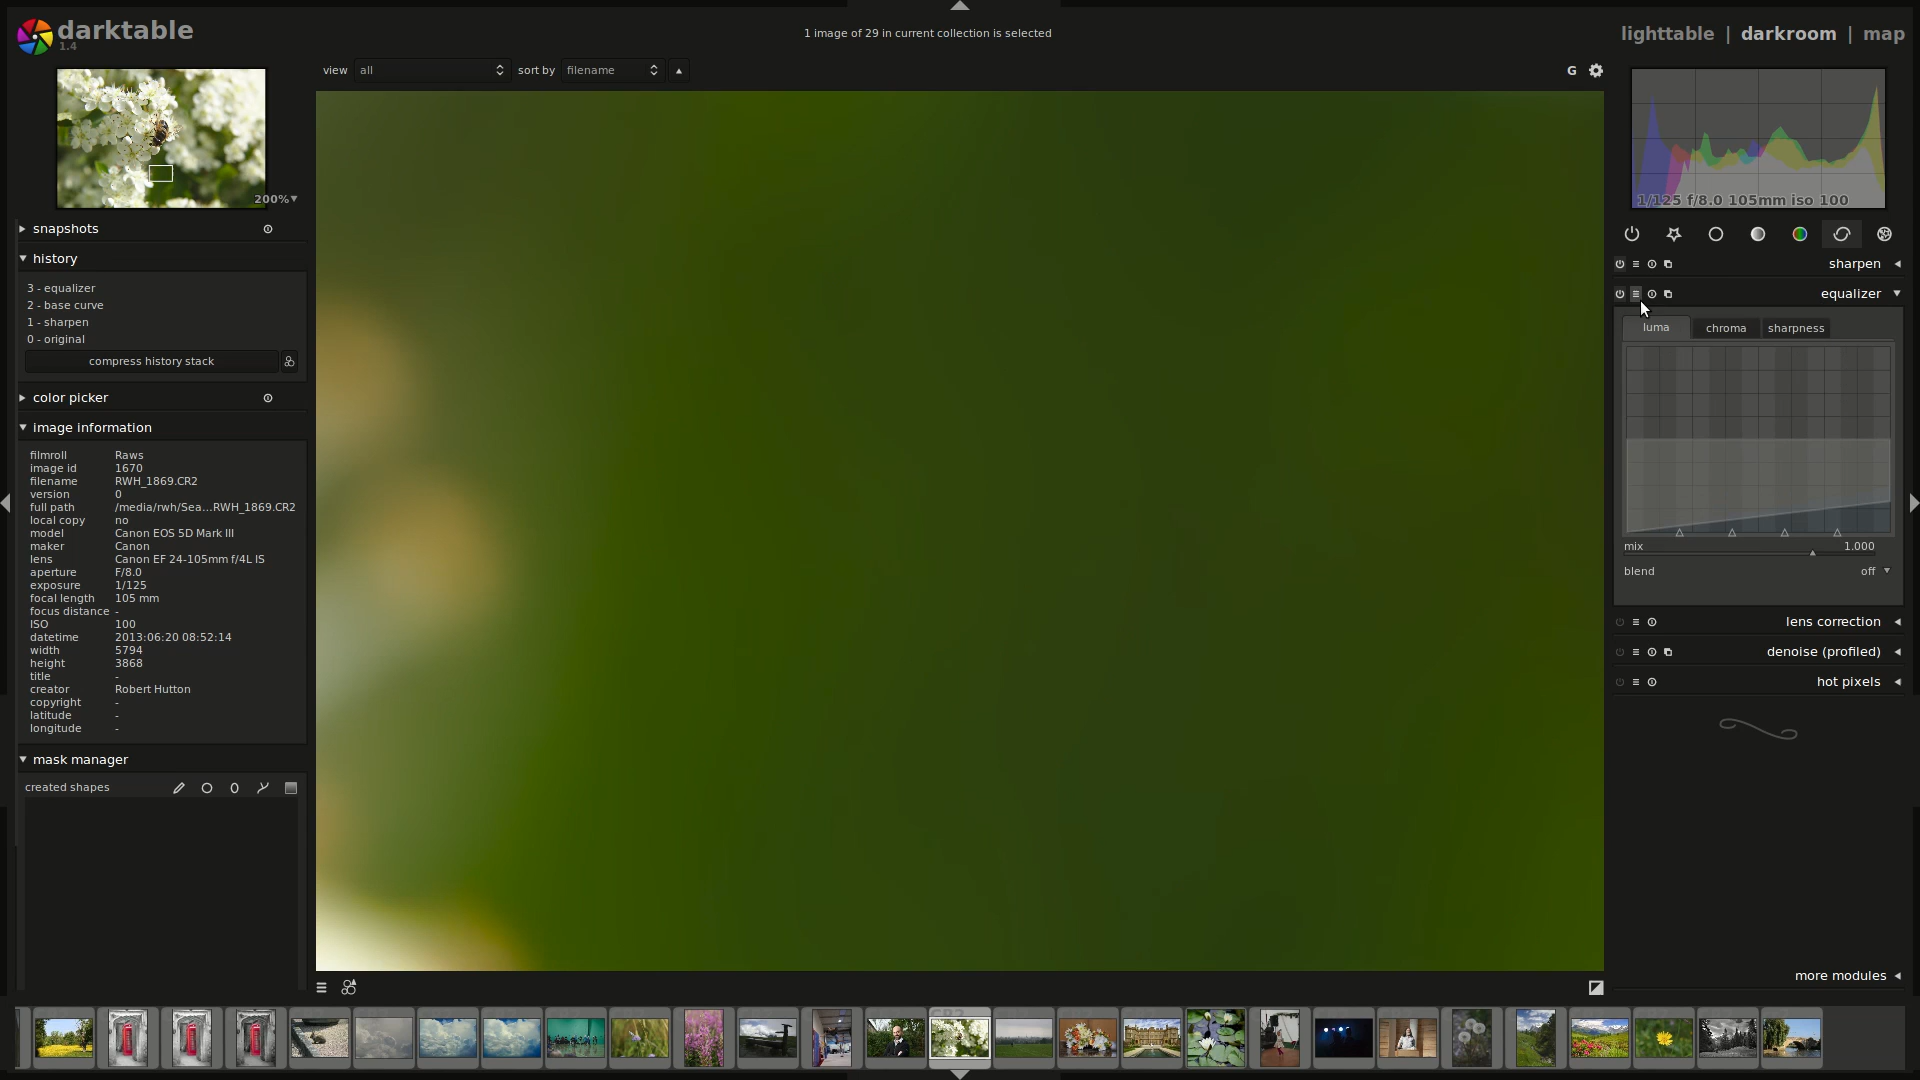 darktable
1.4
1 image of 29 in current collection is selected
lighttable | darkroom | map
view all sort by filename
G
200%
1/125 f/8.0 105mm iso 100
snapshots
history
3 - equalizer
2 - base curve
1 - sharpen
0 - original
compress history stack
color picker
image information
filmroll Raws
image id 1670
filename RWH_1869.CR2
version 0
full path /media/rwh/Sea...RWH_1869.CR2
local copy no
model Canon EOS 5D Mark III
maker Canon
lens Canon EF 24-105mm f/4L IS
aperture F/8.0
exposure 1/125
focal length 105 mm
focus distance -
ISO 100
datetime 2013:06:20 08:52:14
width 5794
height 3868
title -
creator Robert Hutton
copyright -
latitude -
longitude -
mask manager
created shapes
sharpen
equalizer
luma chroma sharpness
mix 1.000
blend off
lens correction
denoise (profiled)
hot pixels
more modules